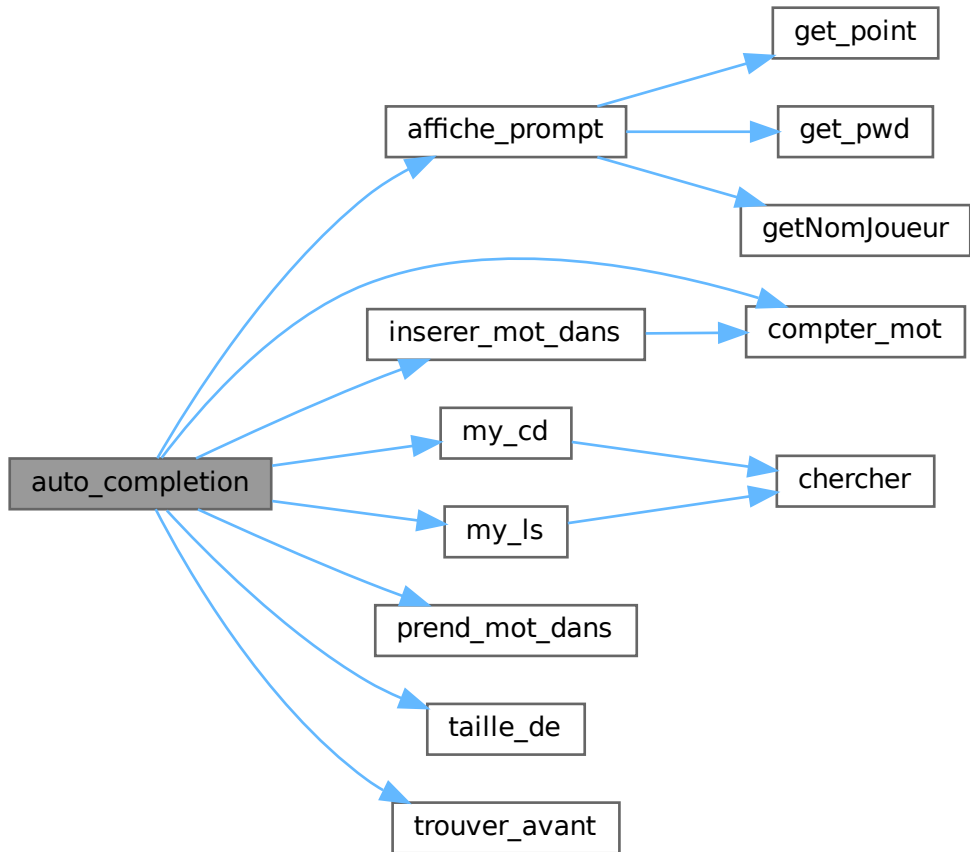 get_point
affiche_prompt
get_pwd
getNomJoueur
inserer_mot_dans
compter_mot
my_cd
auto_completion
chercher
my_ls
prend_mot_dans
taille_de
trouver_avant